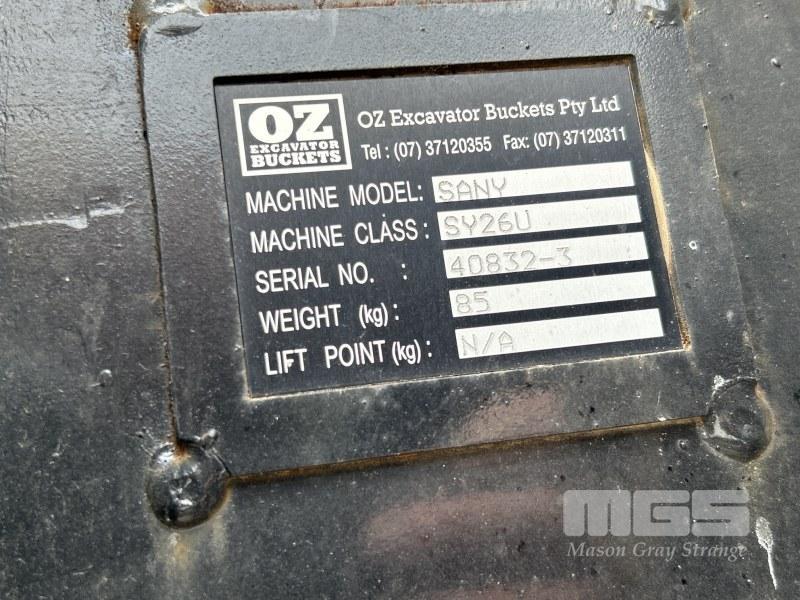 OZ
EXCAVATOR
BUCKETS
OZ Excavator Buckets Pty Ltd
Tel : (07) 37120355 Fax: (07) 37120311
MACHINE MODEL: SANY
MACHINE CLASS : SY26U
SERIAL NO. : 40832-3
WEIGHT (kg) : 85
LIFT POINT (kg) : N/A
MGS
Mason Gray Strange